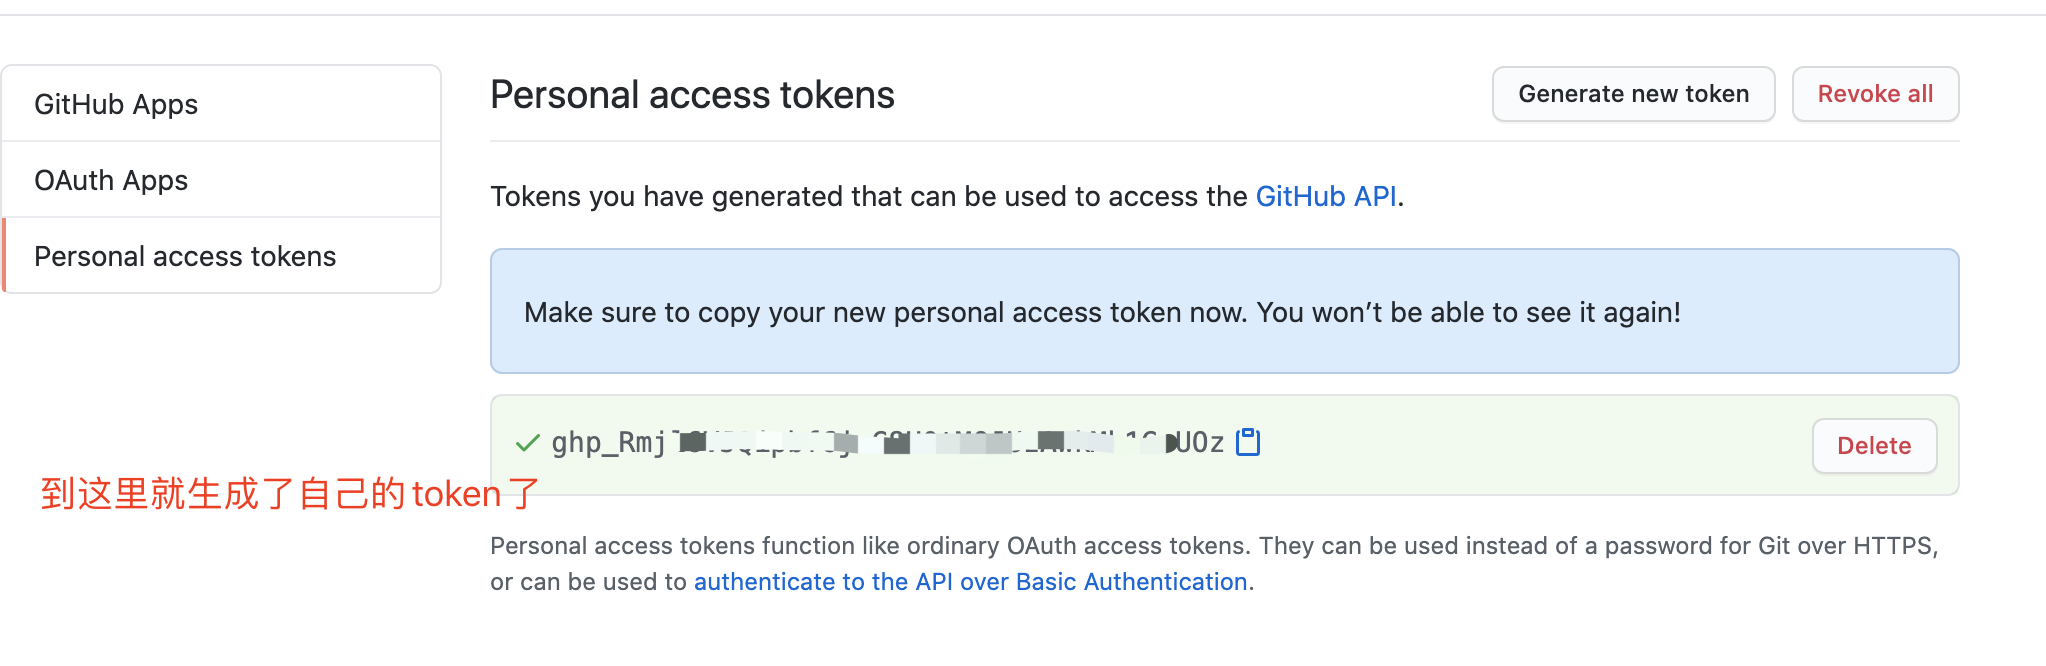 GitHub Apps
OAuth Apps
Personal access tokens
Personal access tokens
Generate new token
Revoke all
Tokens you have generated that can be used to access the GitHub API.
Make sure to copy your new personal access token now. You won’t be able to see it again!
Delete
到这里就生成了自己的token了
Personal access tokens function like ordinary OAuth access tokens. They can be used instead of a password for Git over HTTPS,
or can be used to authenticate to the API over Basic Authentication.